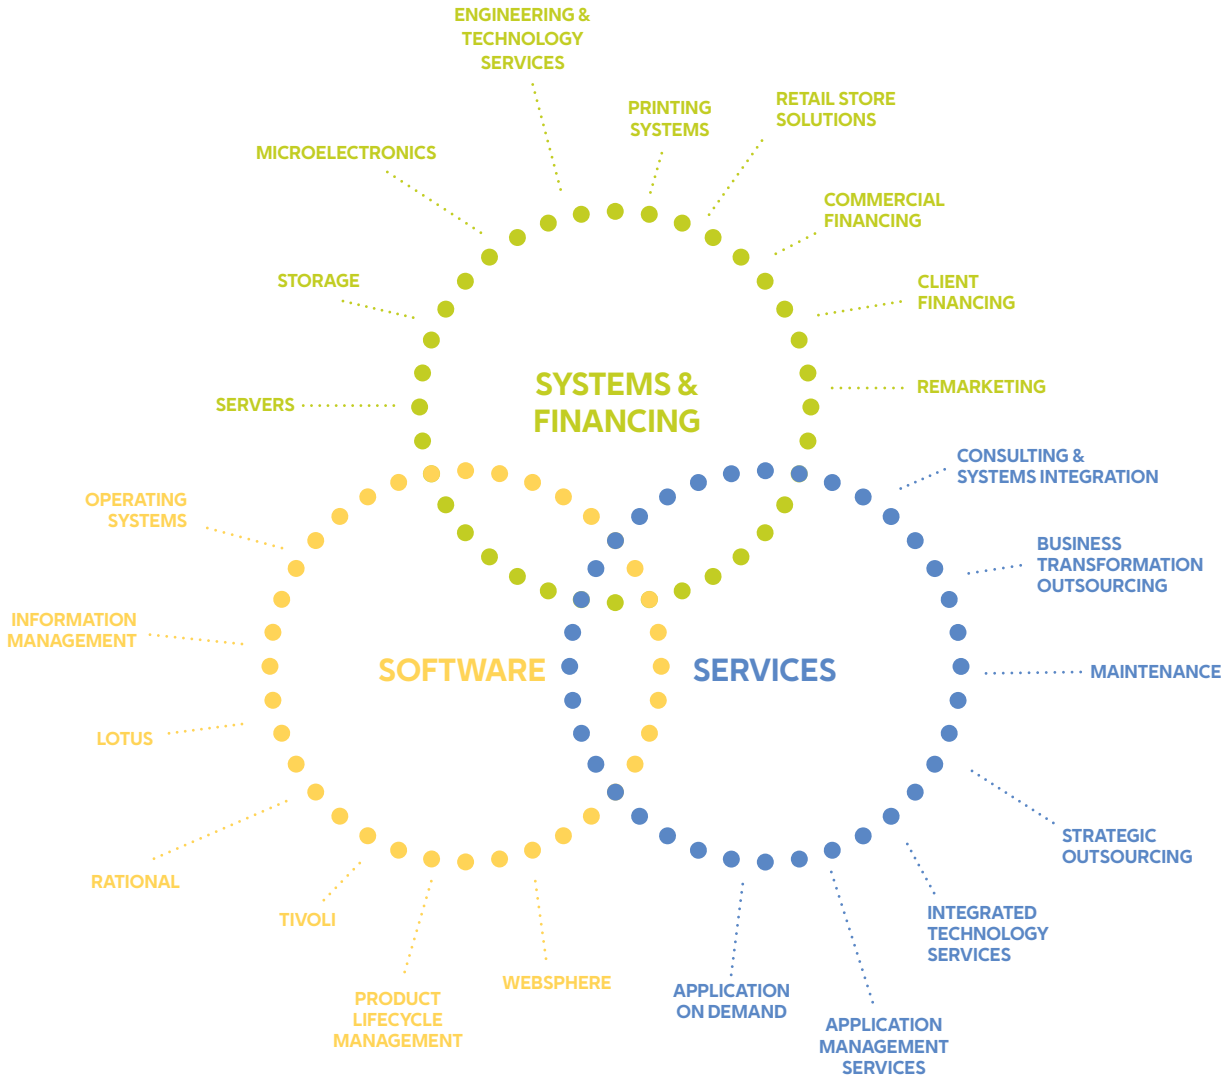 ENGINEERING &
TECHNOLOGY
SERVICES
PRINTING
SYSTEMS
RETAIL STORE
SOLUTIONS
MICROELECTRONICS
COMMERCIAL
FINANCING
STORAGE
CLIENT
FINANCING
SYSTEMS &
FINANCING
SERVERS
REMARKETING
CONSULTING &
SYSTEMS INTEGRATION
OPERATING
SYSTEMS
BUSINESS
TRANSFORMATION
OUTSOURCING
INFORMATION
MANAGEMENT
SOFTWARE
SERVICES
MAINTENANCE
LOTUS
STRATEGIC
OUTSOURCING
RATIONAL
TIVOLI
INTEGRATED
TECHNOLOGY
SERVICES
WEBSPHERE
PRODUCT
LIFECYCLE
MANAGEMENT
APPLICATION
ON DEMAND
APPLICATION
MANAGEMENT
SERVICES